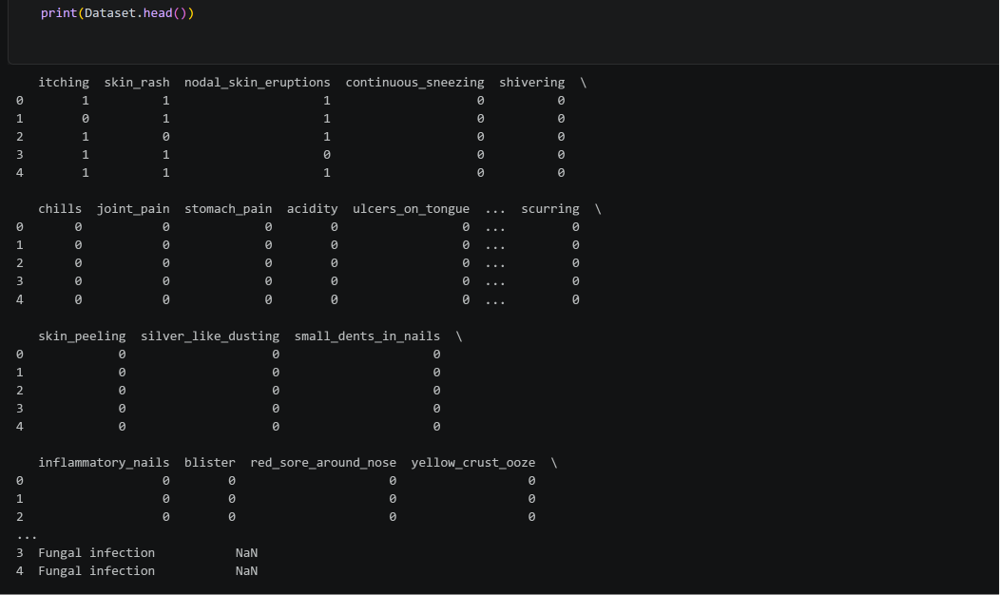 print(Dataset.head())
itching skin_rash nodal_skin_eruptions continuous_sneezing shivering \
0 1 1 1 0 0
1 0 1 1 0 0
2 1 0 1 0 0
3 1 1 0 0 0
4 1 1 1 0 0
chills joint_pain stomach_pain acidity ulcers_on_tongue ... scurring \
0 0 0 0 0 0 ... 0
1 0 0 0 0 0 ... 0
2 0 0 0 0 0 ... 0
3 0 0 0 0 0 ... 0
4 0 0 0 0 0 ... 0
skin_peeling silver_like_dusting small_dents_in_nails \
0 0 0 0
1 0 0 0
2 0 0 0
3 0 0 0
4 0 0 0
inflammatory_nails blister red_sore_around_nose yellow_crust_ooze \
0 0 0 0 0
1 0 0 0 0
2 0 0 0 0
...
3 Fungal infection NaN
4 Fungal infection NaN